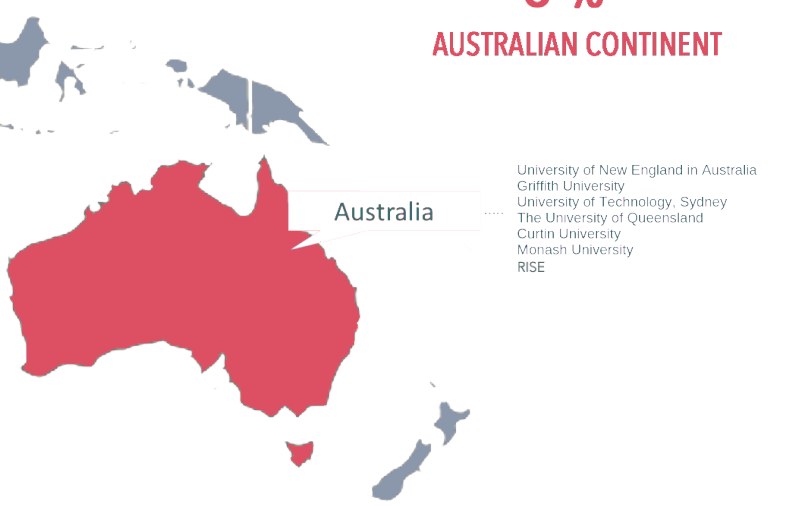 AUSTRALIAN CONTINENT
Australia
University of New England in Australia
Griffith University
University of Technology, Sydney
The University of Queensland
Curtin University
Monash University
RISE